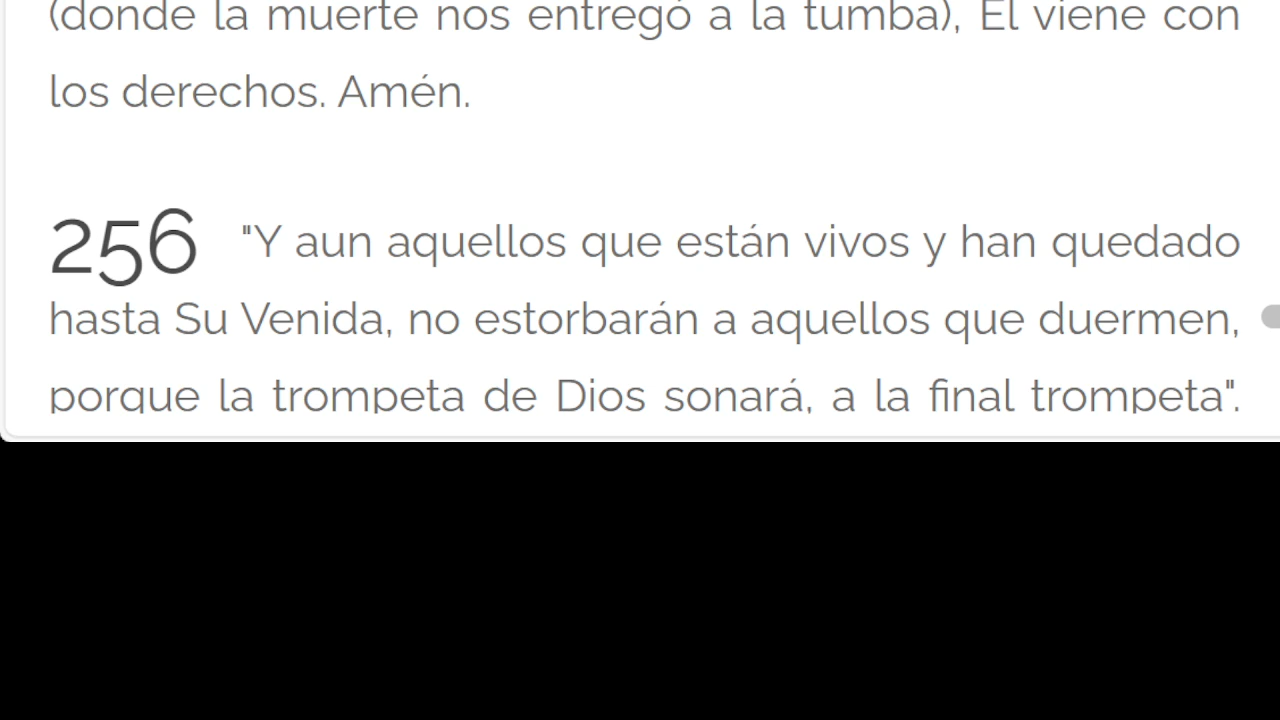 (donde la muerte nos entregó a la tumba), El viene con
los derechos. Amén.
256 "Y aun aquellos que están vivos y han quedado
hasta Su Venida, no estorbarán a aquellos que duermen,
porque la trompeta de Dios sonará, a la final trompeta".